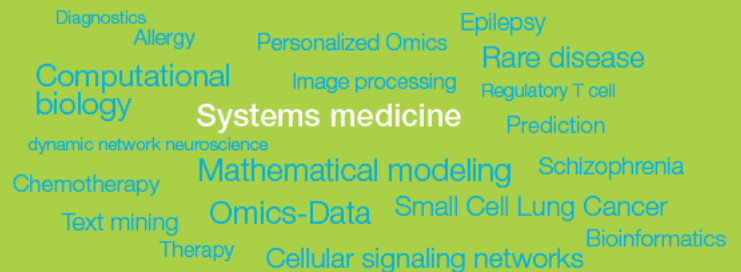 Diagnostics
Allergy
Personalized Omics
Epilepsy
Rare disease
Computational
biology
Image processing
Regulatory T cell
Systems medicine
Prediction
dynamic network neuroscience
Mathematical modeling
Schizophrenia
Chemotherapy
Text mining
Omics-Data
Small Cell Lung Cancer
Therapy
Cellular signaling networks
Bioinformatics